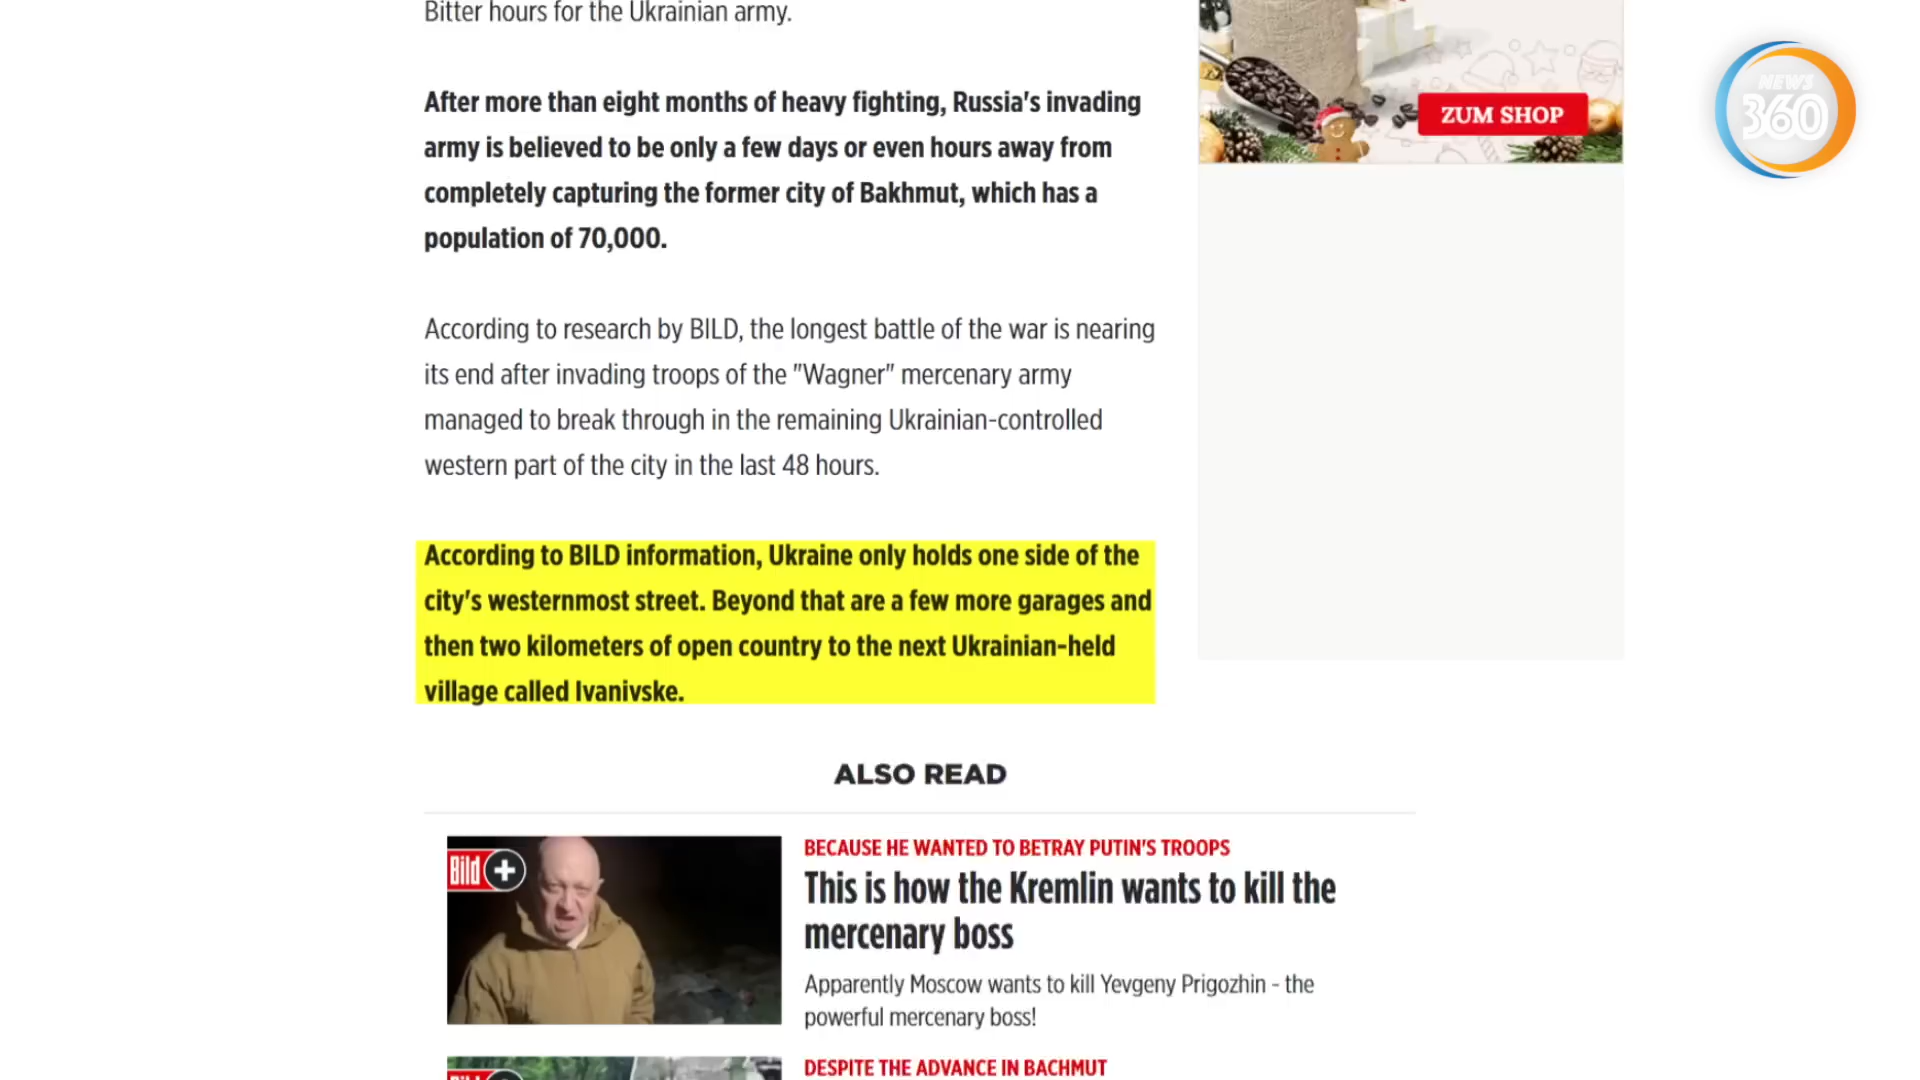 Bitter hours for the Ukrainian army.
After more than eight months of heavy fighting, Russia's invading
army is believed to be only a few days or even hours away from
completely capturing the former city of Bakhmut, which has a
population of 70,000.
According to research by BILD, the longest battle of the war is nearing
its end after invading troops of the "Wagner" mercenary army
managed to break through in the remaining Ukrainian-controlled
western part of the city in the last 48 hours.
According to BILD information, Ukraine only holds one side of the
city's westernmost street. Beyond that are a few more garages and
then two kilometers of open country to the next Ukrainian-held
village called Ivanivske.
ZUM SHOP
NEWS
360
ALSO READ
Bild +
BECAUSE HE WANTED TO BETRAY PUTIN'S TROOPS
This is how the Kremlin wants to kill the
mercenary boss
Apparently Moscow wants to kill Yevgeny Prigozhin - the
powerful mercenary boss!
Bild
DESPITE THE ADVANCE IN BACHMUT